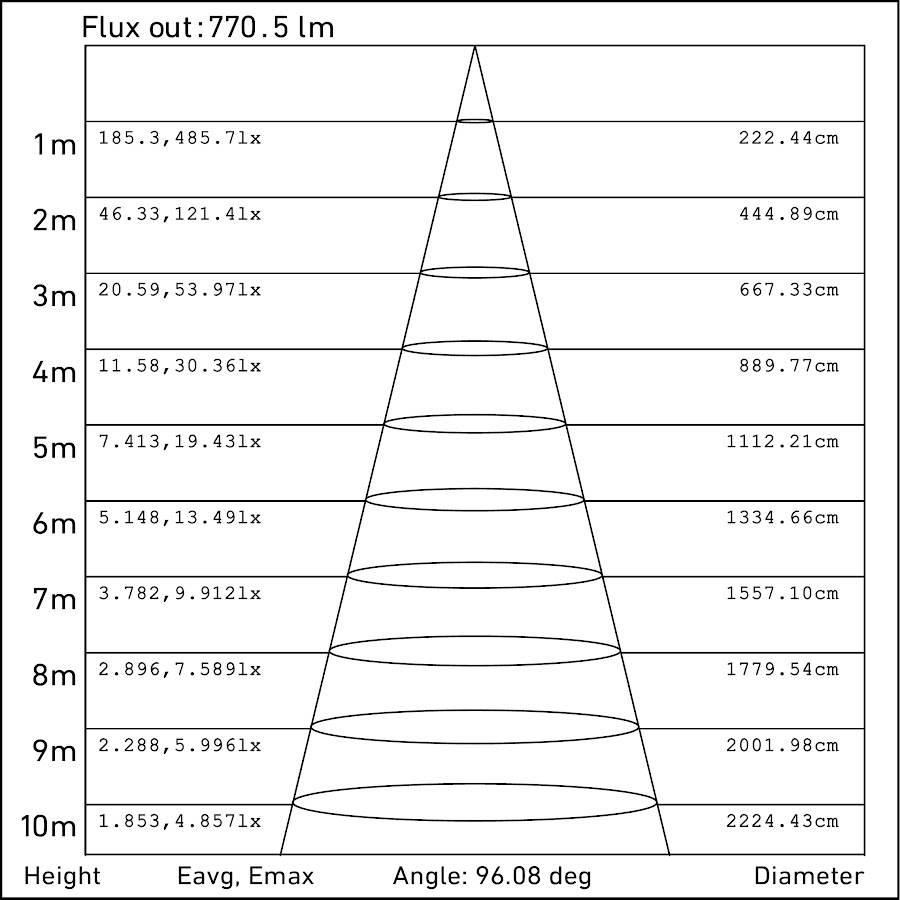 Flux out:770.5 lm
1m 185.3,485.7lx 222.44cm
2m 46.33,121.4lx 444.89cm
3m 20.59,53.97lx 667.33cm
4m 11.58,30.36lx 889.77cm
5m 7.413,19.43lx 1112.21cm
6m 5.148,13.49lx 1334.66cm
7m 3.782,9.912lx 1557.10cm
8m 2.896,7.589lx 1779.54cm
9m 2.288,5.996lx 2001.98cm
10m 1.853,4.857lx 2224.43cm
Height Eavg, Emax Angle: 96.08 deg Diameter